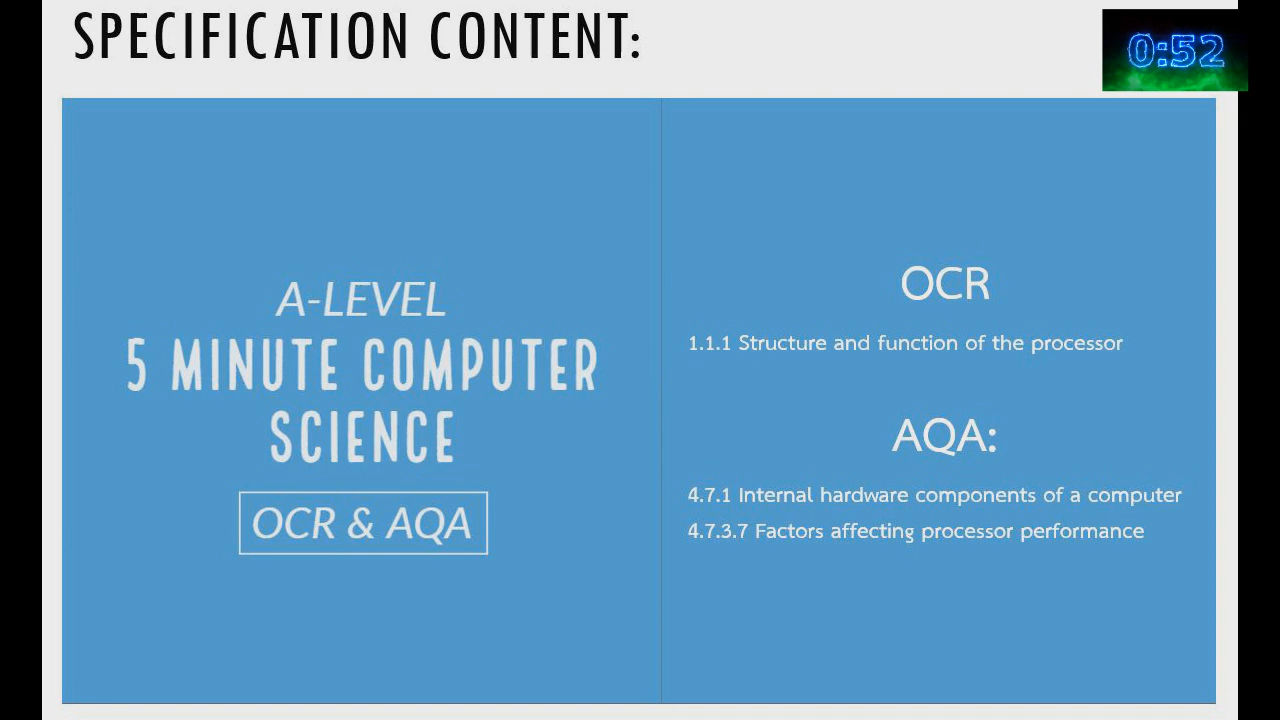 SPECIFICATION CONTENT:
0:52
A-LEVEL
5 MINUTE COMPUTER
SCIENCE
OCR & AQA
OCR
1.1.1 Structure and function of the processor
AQA:
4.7.1 Internal hardware components of a computer
4.7.3.7 Factors affecting processor performance